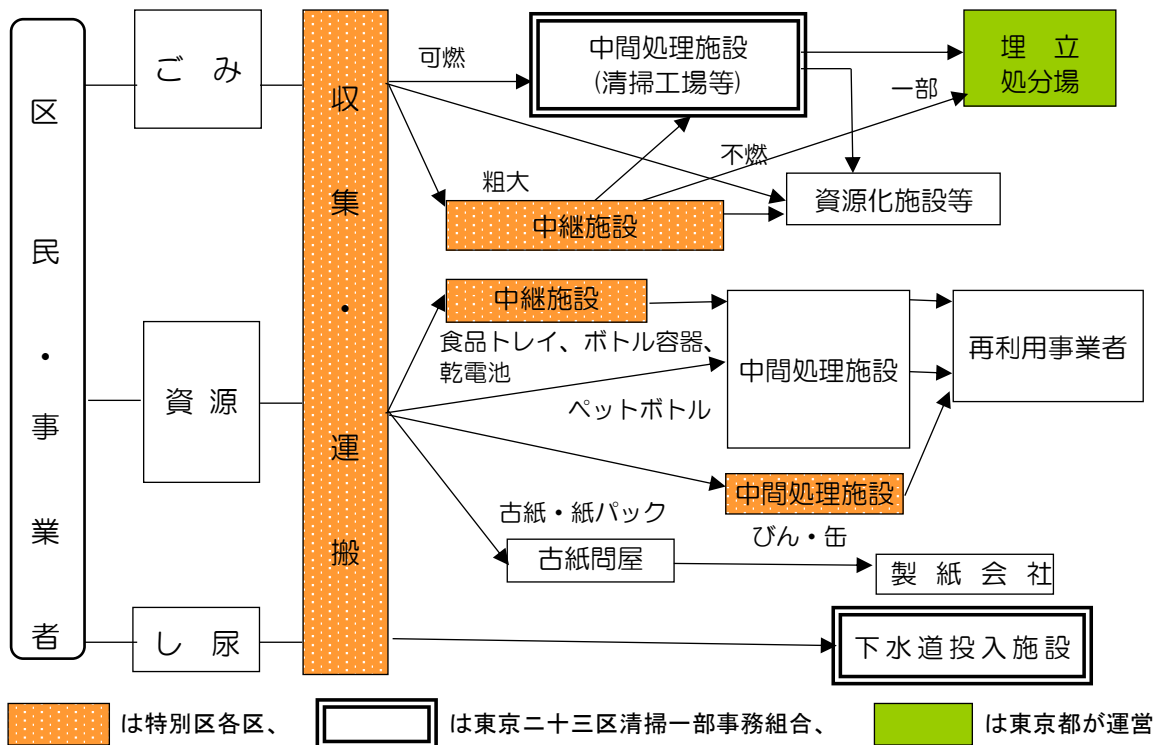 区民・事業者
ごみ
資源
し尿
収集・運搬
可燃
中間処理施設
(清掃工場等)
埋立
処分場
一部
不燃
粗大
中継施設
資源化施設等
中継施設
食品トレイ、ボトル容器、
乾電池
中間処理施設
再利用事業者
ペットボトル
中間処理施設
びん・缶
古紙・紙パック
古紙問屋
製紙会社
下水道投入施設
は特別区各区、
は東京二十三区清掃一部事務組合、
は東京都が運営